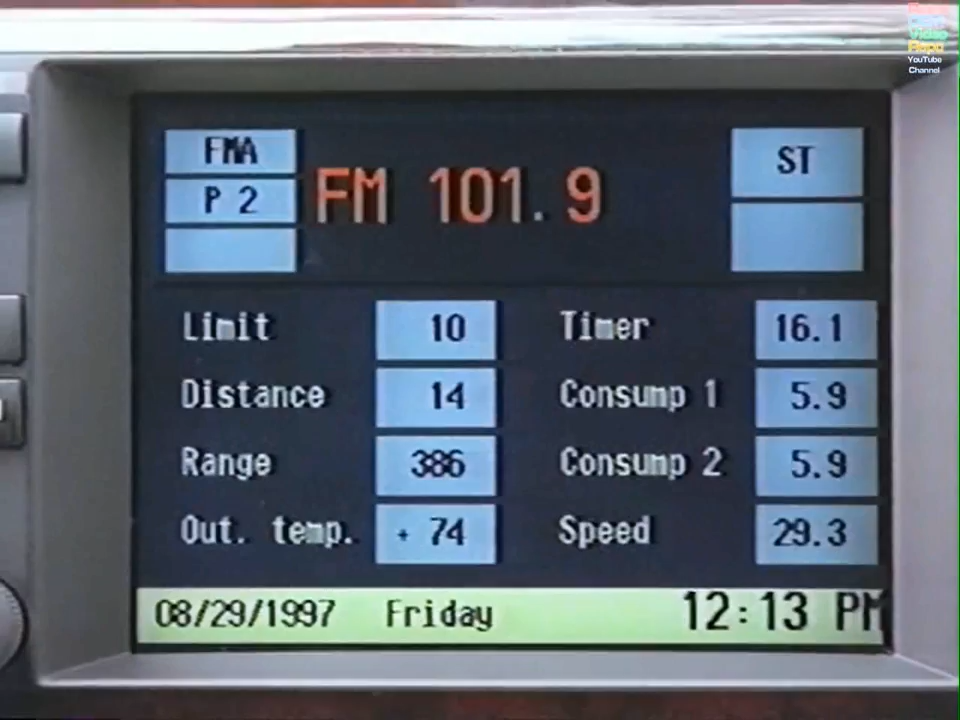 FMA
P 2
FM 101.9
ST
Limit 10 Timer 16.1
Distance 14 Consump 1 5.9
Range 386 Consump 2 5.9
Out. temp. + 74 Speed 29.3
08/29/1997 Friday 12:13 PM
Video
YouTube
Channel